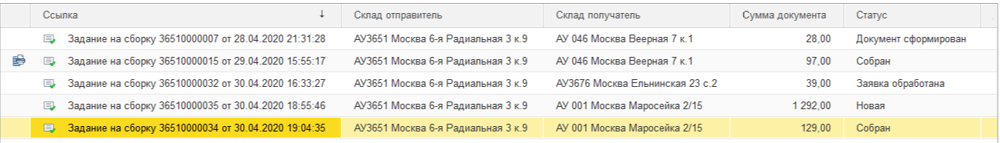 Ссылка ↓ Склад отправитель Склад получатель Сумма документа Статус
Задание на сборку 36510000007 от 28.04.2020 21:31:28 АУ3651 Москва 6-я Радиальная 3 к.9 АУ 046 Москва Веерная 7 к.1 28,00 Документ сформирован
Задание на сборку 36510000015 от 29.04.2020 15:55:17 АУ3651 Москва 6-я Радиальная 3 к.9 АУ 046 Москва Веерная 7 к.1 97,00 Собран
Задание на сборку 36510000032 от 30.04.2020 16:33:27 АУ3651 Москва 6-я Радиальная 3 к.9 АУ3676 Москва Ельнинская 23 с.2 39,00 Заявка обработана
Задание на сборку 36510000035 от 30.04.2020 18:55:46 АУ3651 Москва 6-я Радиальная 3 к.9 АУ 001 Москва Маросейка 2/15 1 292,00 Новая
Задание на сборку 36510000034 от 30.04.2020 19:04:35 АУ3651 Москва 6-я Радиальная 3 к.9 АУ 001 Москва Маросейка 2/15 129,00 Собран